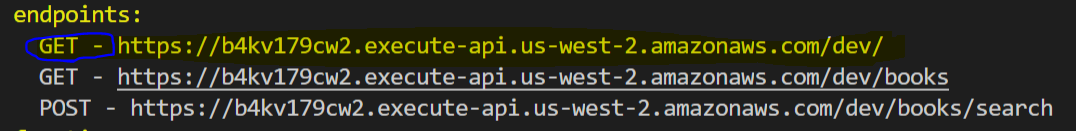 endpoints:
GET - https://b4kv179cw2.execute-api.us-west-2.amazonaws.com/dev/
GET - https://b4kv179cw2.execute-api.us-west-2.amazonaws.com/dev/books
POST - https://b4kv179cw2.execute-api.us-west-2.amazonaws.com/dev/books/search